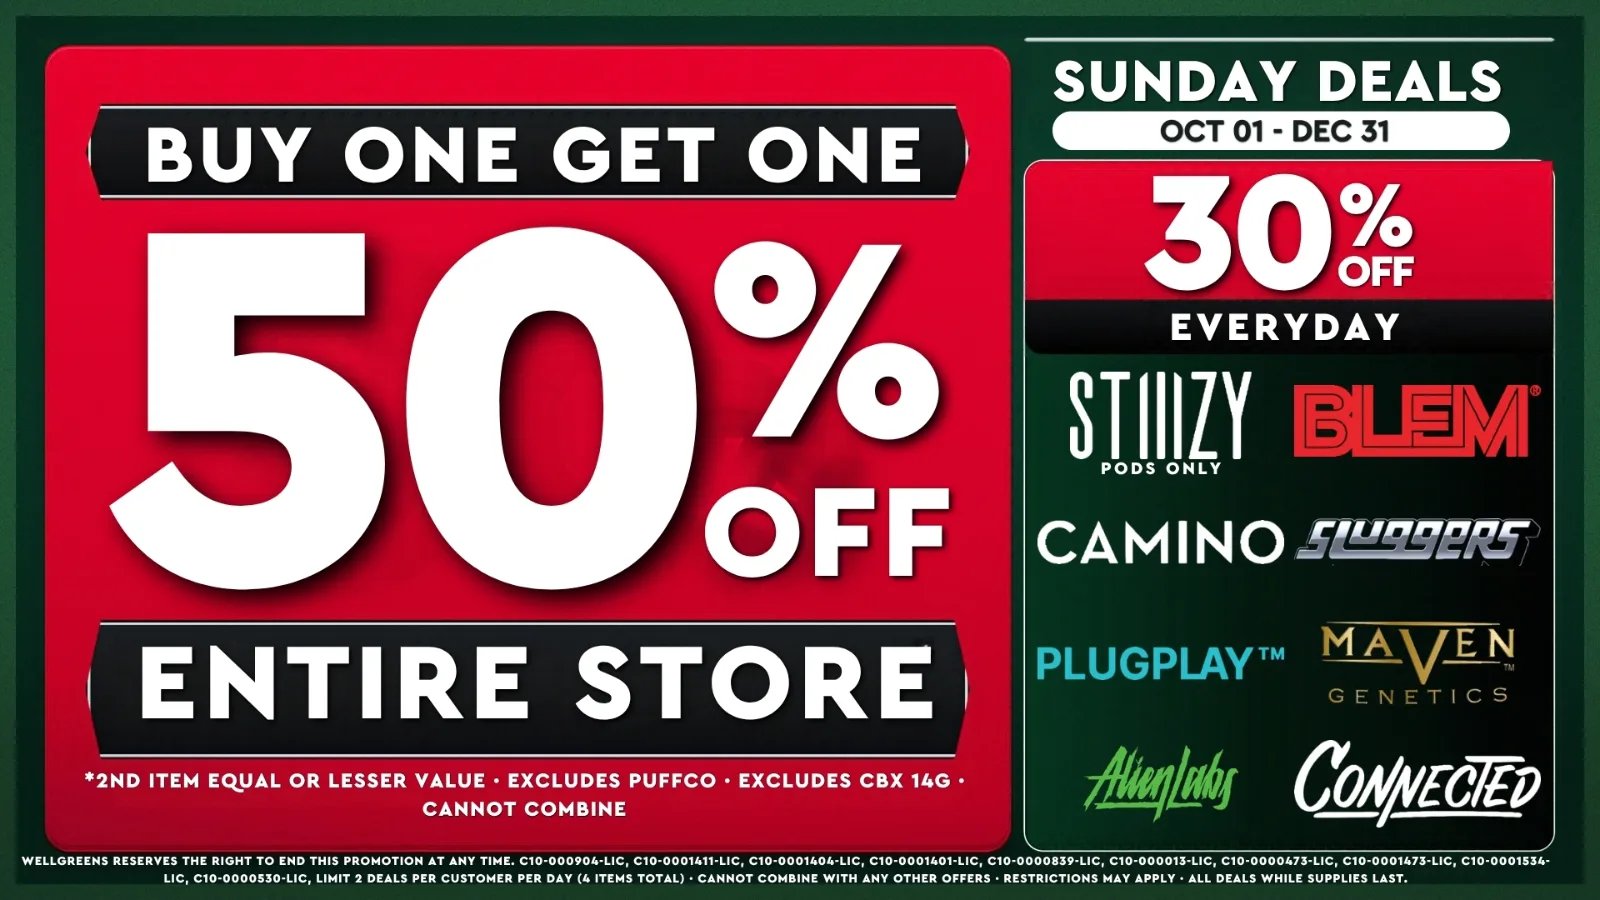 BUY ONE GET ONE
50%
OFF
ENTIRE STORE
*2ND ITEM EQUAL OR LESSER VALUE · EXCLUDES PUFFCO · EXCLUDES CBX 14G ·
CANNOT COMBINE
SUNDAY DEALS
OCT 01 - DEC 31
30%
OFF
EVERYDAY
STIIIZY
PODS ONLY
BLEM®
CAMINO
SLUGGERS
PLUGPLAY™
MAVEN™
GENETICS
Alien Labs
CONNECTED
WELLGREENS RESERVES THE RIGHT TO END THIS PROMOTION AT ANY TIME. C10-000904-LIC, C10-0001411-LIC, C10-0001404-LIC, C10-0001401-LIC, C10-0000839-LIC, C10-000013-LIC, C10-0000473-LIC, C10-0001473-LIC, C10-0001534-
LIC, C10-0000530-LIC, LIMIT 2 DEALS PER CUSTOMER PER DAY (4 ITEMS TOTAL) · CANNOT COMBINE WITH ANY OTHER OFFERS · RESTRICTIONS MAY APPLY · ALL DEALS WHILE SUPPLIES LAST.